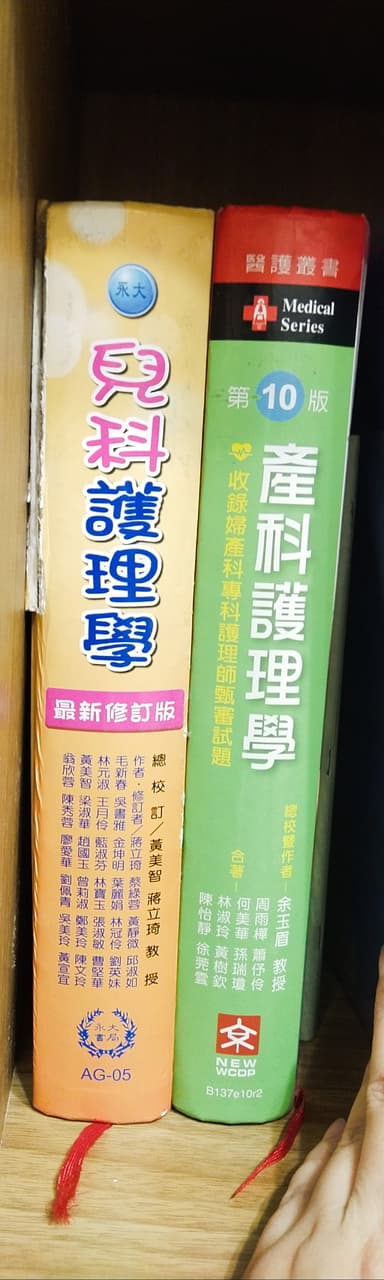 永大
兒科護理學
最新修訂版
總校訂／黃美智 蔣立琦 教授
作者‧修訂者／蔣立琦 蔡綠蓉 黃靜微 邱淑如
毛新春 吳書雅 金坤明 葉麗娟 林冠伶 劉英妹
林元淑 王月伶 藍淑芬 林寶玉 張淑敏 曹堅華
黃美智 梁淑華 趙國玉 曾莉淑 鄭美玲 陳文玲
翁欣蓉 陳秀蓉 廖愛華 劉佩青 吳美玲 黃宣宜
永大
書局
AG-05
醫護叢書
Medical
Series
第10版
產科護理學
收錄婦產科專科護理師甄審試題
總校暨作者－余玉眉 教授
合著－
周雨樺 蕭伃伶
何美華 孫瑞瓊
林淑玲 黃樹欽
陳怡靜 徐莞雲
NEW
WCDP
B137e10r2